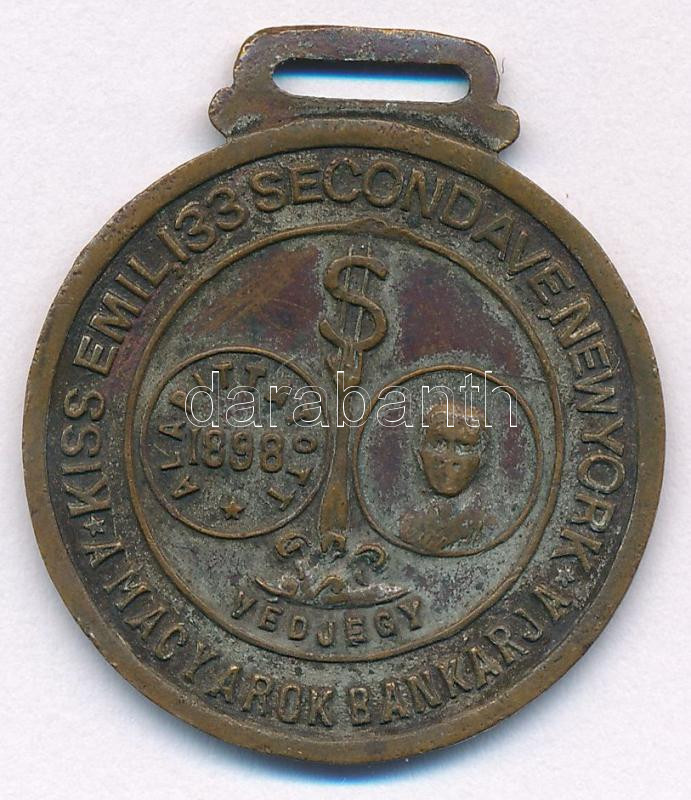 KISS EMIL, 133 SECOND AVE, NEW YORK
★ A MAGYAROK BANKÁRJA ★
$
ALAPITTATOTT
1898
★
VÉDJEGY
darabanth